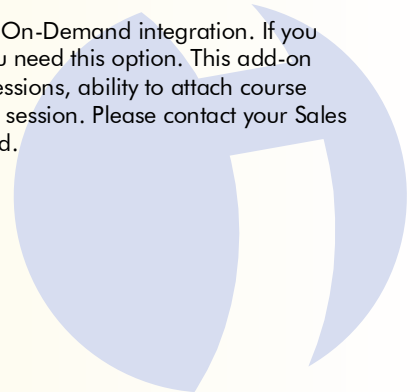 On-Demand integration. If you
need this option. This add-on
ability to attach course
session. Please contact your Sales